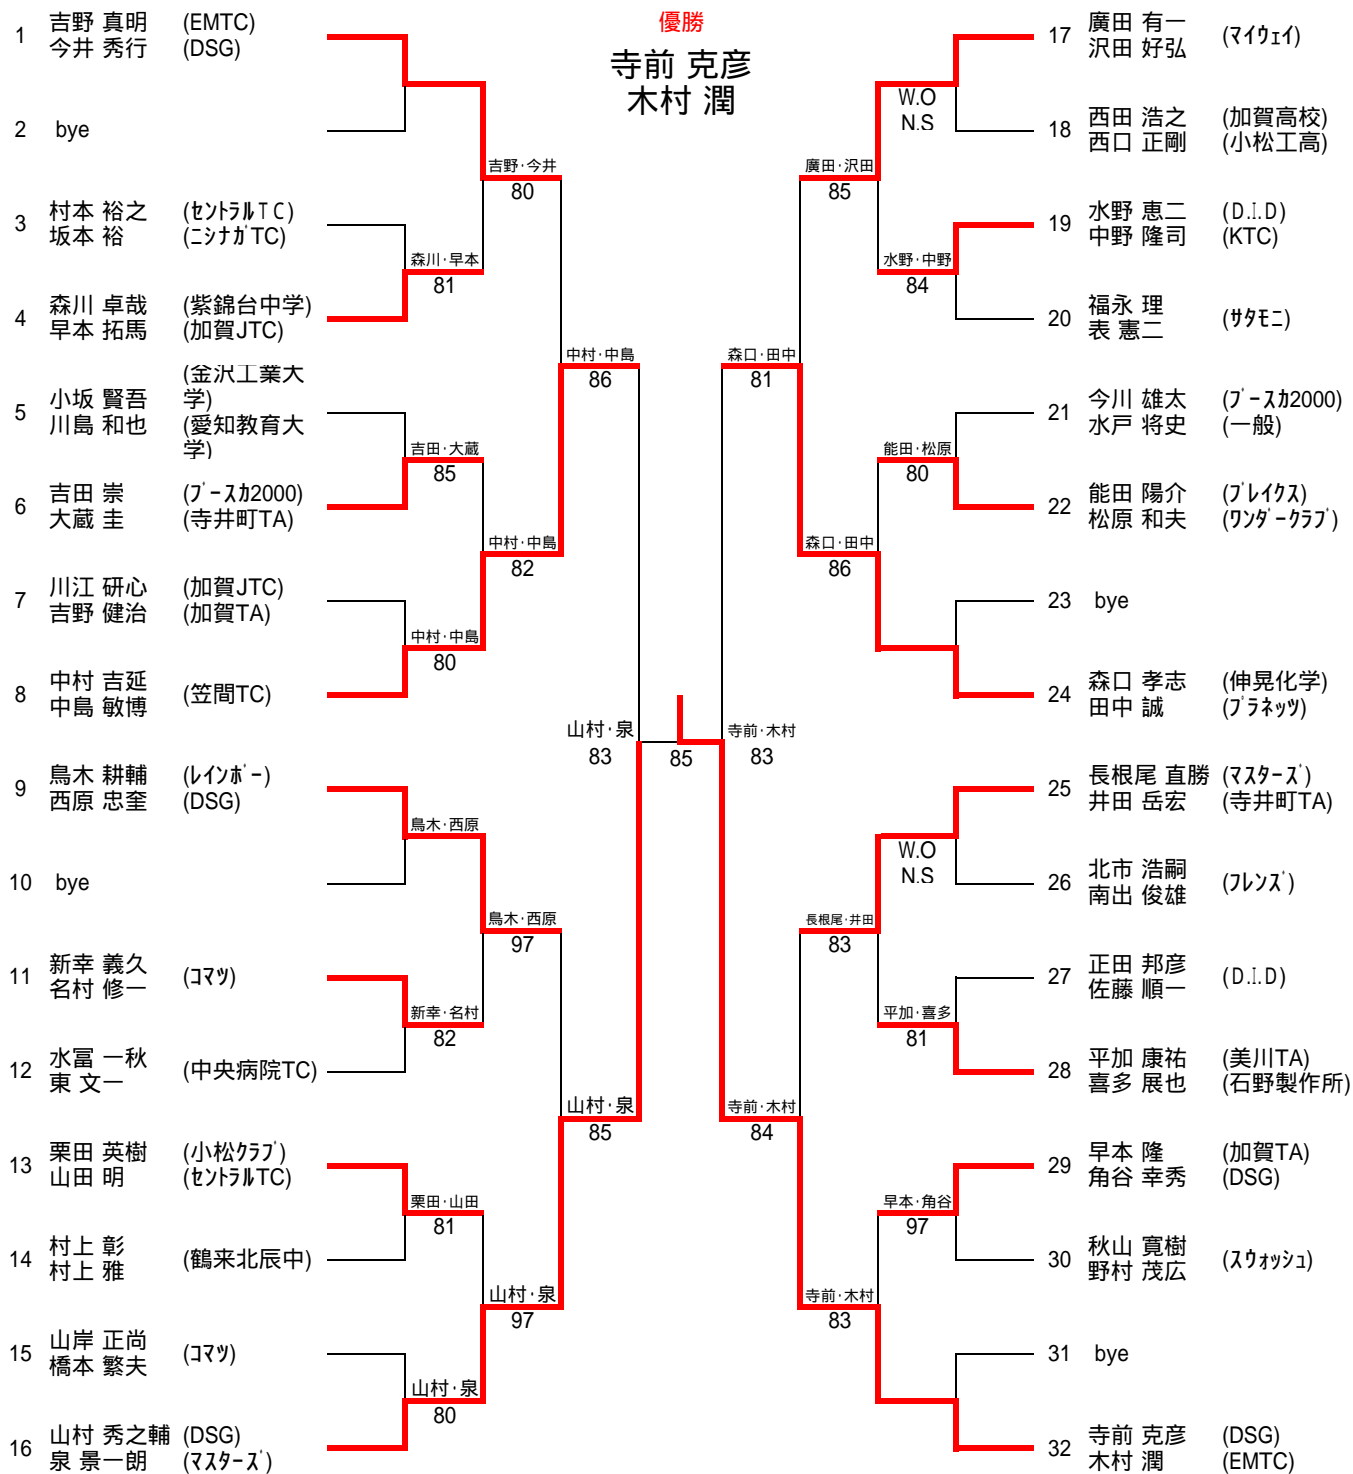 優勝
寺前 克彦
木村 潤
1 吉野 真明 (EMTC)
今井 秀行 (DSG)
2 bye
吉野･今井
80
3 村本 裕之 (ｾﾝﾄﾗﾙＴＣ)
坂本 裕 (ﾆｼﾅｶﾞTC)
森川･早本
81
4 森川 卓哉 (紫錦台中学)
早本 拓馬 (加賀JTC)
中村･中島
86
5 小坂 賢吾 (金沢工業大学)
川島 和也 (愛知教育大学)
吉田･大蔵
85
6 吉田 崇 (ﾌﾞｰｽｶ2000)
大蔵 圭 (寺井町TA)
中村･中島
82
7 川江 研心 (加賀JTC)
吉野 健治 (加賀TA)
中村･中島
80
8 中村 吉延 (笠間TC)
中島 敏博
山村･泉
83
9 鳥木 耕輔 (ﾚｲﾝﾎﾞｰ)
西原 忠奎 (DSG)
鳥木･西原
10 bye
鳥木･西原
97
11 新幸 義久 (ｺﾏﾂ)
名村 修一
新幸･名村
82
12 水冨 一秋 (中央病院TC)
東 文一
山村･泉
85
13 栗田 英樹 (小松ｸﾗﾌﾞ)
山田 明 (ｾﾝﾄﾗﾙTC)
栗田･山田
81
14 村上 彰 (鶴来北辰中)
村上 雅
山村･泉
97
15 山岸 正尚 (ｺﾏﾂ)
橋本 繁夫
山村･泉
80
16 山村 秀之輔 (DSG)
泉 景一朗 (ﾏｽﾀｰｽﾞ)
85
17 廣田 有一 (ﾏｲｳｪｲ)
沢田 好弘
W.O
N.S
18 西田 浩之 (加賀高校)
西口 正剛 (小松工高)
廣田･沢田
85
19 水野 恵二 (Ｄ.Ｉ.Ｄ)
中野 隆司 (KTC)
水野･中野
84
20 福永 理 (ｻﾀﾓﾆ)
表 憲二
森口･田中
81
21 今川 雄太 (ﾌﾞｰｽｶ2000)
水戸 将史 (一般)
能田･松原
80
22 能田 陽介 (ﾌﾞﾚｲｸｽ)
松原 和夫 (ﾜﾝﾀﾞｰｸﾗﾌﾞ)
森口･田中
86
23 bye
24 森口 孝志 (伸晃化学)
田中 誠 (ﾌﾟﾗﾈｯﾂ)
寺前･木村
83
25 長根尾 直勝 (ﾏｽﾀｰｽﾞ)
井田 岳宏 (寺井町TA)
W.O
N.S
26 北市 浩嗣 (ﾌﾚﾝｽﾞ)
南出 俊雄
長根尾･井田
83
27 正田 邦彦 (Ｄ.Ｉ.Ｄ)
佐藤 順一
平加･喜多
81
28 平加 康祐 (美川TA)
喜多 展也 (石野製作所)
寺前･木村
84
29 早本 隆 (加賀TA)
角谷 幸秀 (DSG)
早本･角谷
97
30 秋山 寛樹 (ｽｳｫｯｼｭ)
野村 茂広
寺前･木村
83
31 bye
32 寺前 克彦 (DSG)
木村 潤 (EMTC)